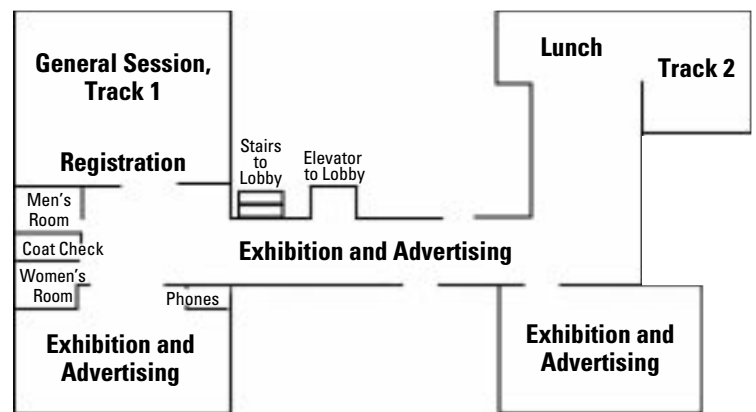 General Session,
Track 1
Registration
Lunch
Track 2
Stairs
to
Lobby
Elevator
to Lobby
Men's
Room
Coat Check
Women's
Room
Exhibition and Advertising
Phones
Exhibition and
Advertising
Exhibition and
Advertising